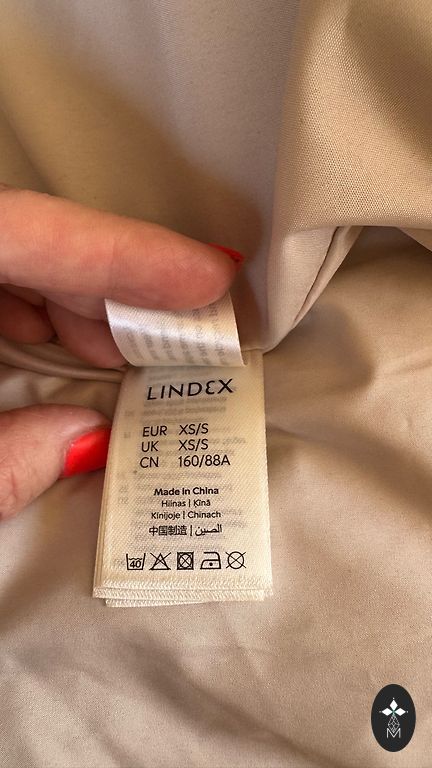 LINDEX
EUR XS/S
UK XS/S
CN 160/88A
Made in China
Hiinas | Ķīnā
Kinijoje | Chinach
中国制造 | الصين
40
M